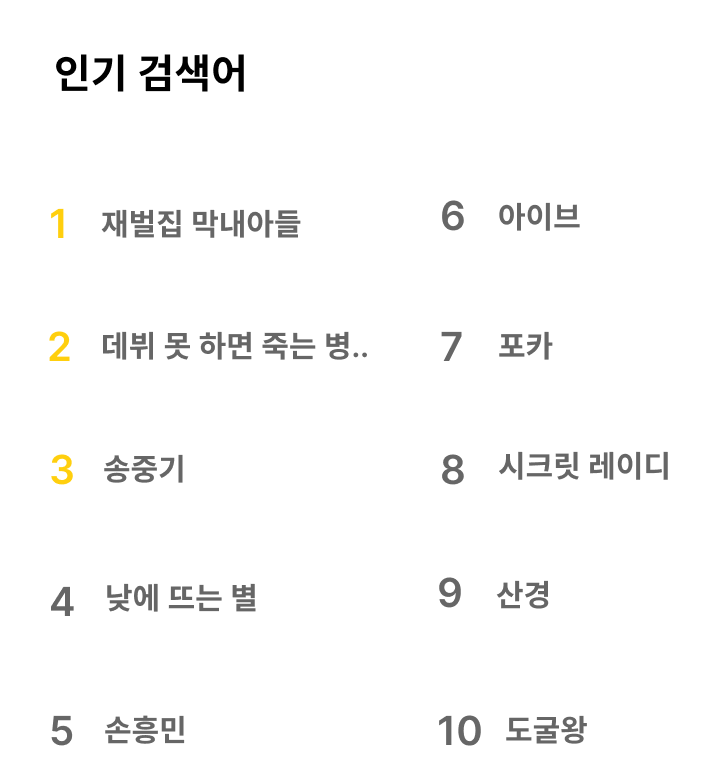 인기 검색어
1 재벌집 막내아들
2 데뷔 못 하면 죽는 병..
3 송중기
4 낮에 뜨는 별
5 손흥민
6 아이브
7 포카
8 시크릿 레이디
9 산경
10 도굴왕